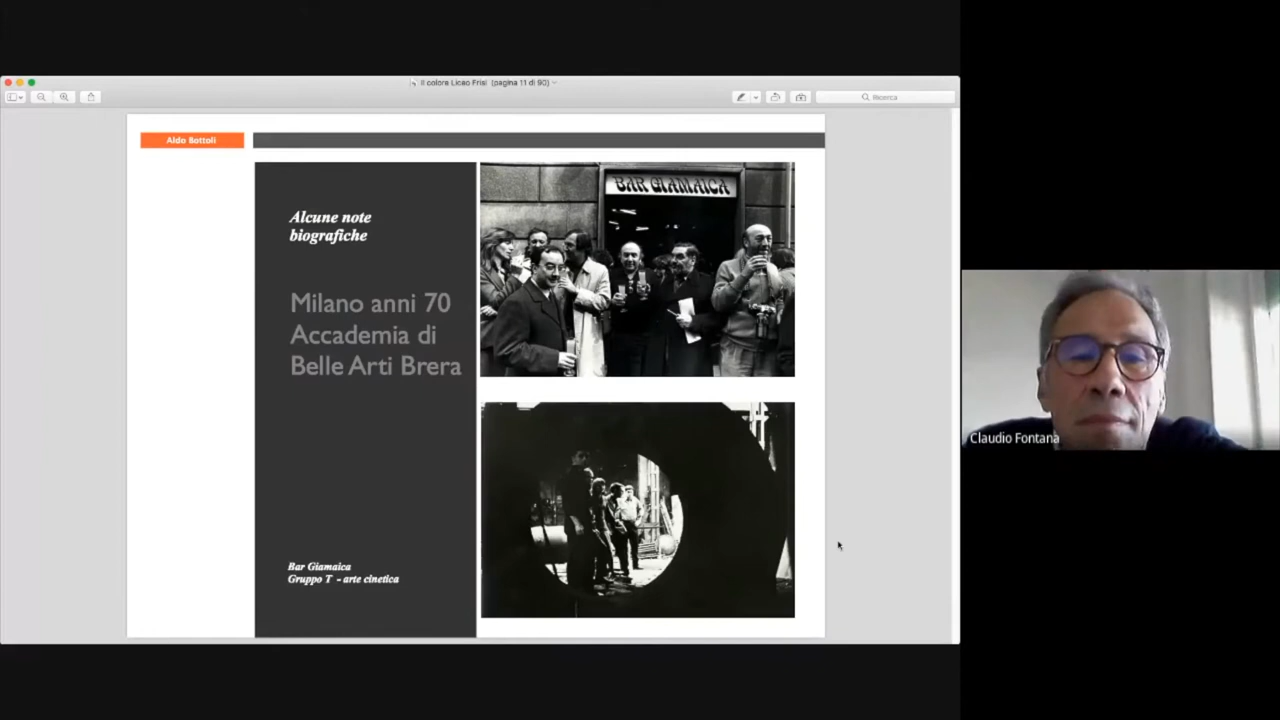 Il colore Liceo Frisi (pagina 11 di 90)
Ricerca
Aldo Bottoli
Alcune note
biografiche
BAR GIAMAICA
Milano anni 70
Accademia di
Belle Arti Brera
Bar Giamaica
Gruppo T - arte cinetica
Claudio Fontana